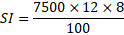 SI = 7500 × 12 × 8 / 100